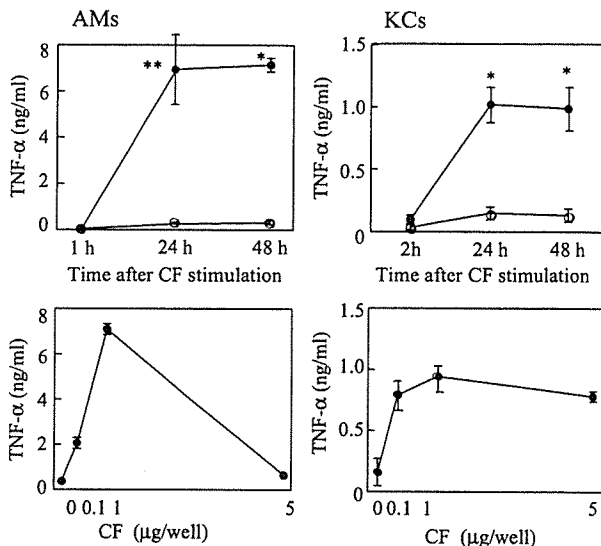 AMs
8
6
4
2
0
TNF-α (ng/ml)
**
*
1 h 24 h 48 h
Time after CF stimulation
KCs
1.5
1.0
0.5
0
TNF-α (ng/ml)
*
*
2h 24 h 48 h
Time after CF stimulation
8
6
4
2
0
TNF-α (ng/ml)
0 0.1 1 5
CF (μg/well)
1.5
1.0
0.5
0
TNF-α (ng/ml)
0 0.1 1 5
CF (μg/well)